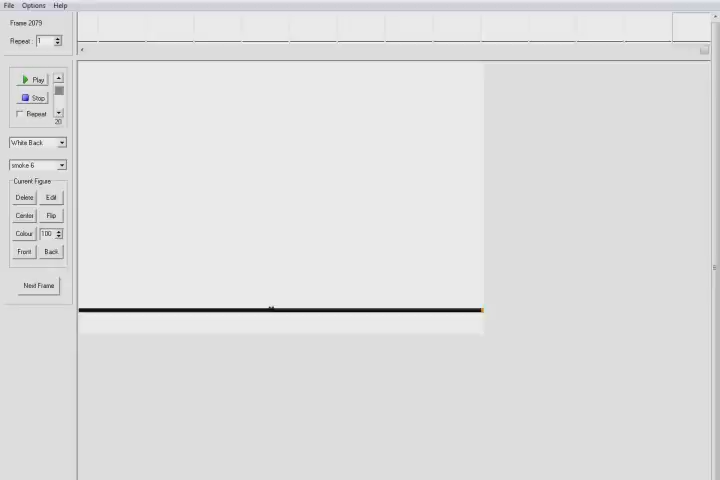 File Options Help
Frame 2079
Repeat : 1
Play
Stop
Repeat
20
White Back
smoke 6
Current Figure
Delete Edit
Center Flip
Colour 100
Front Back
Next Frame